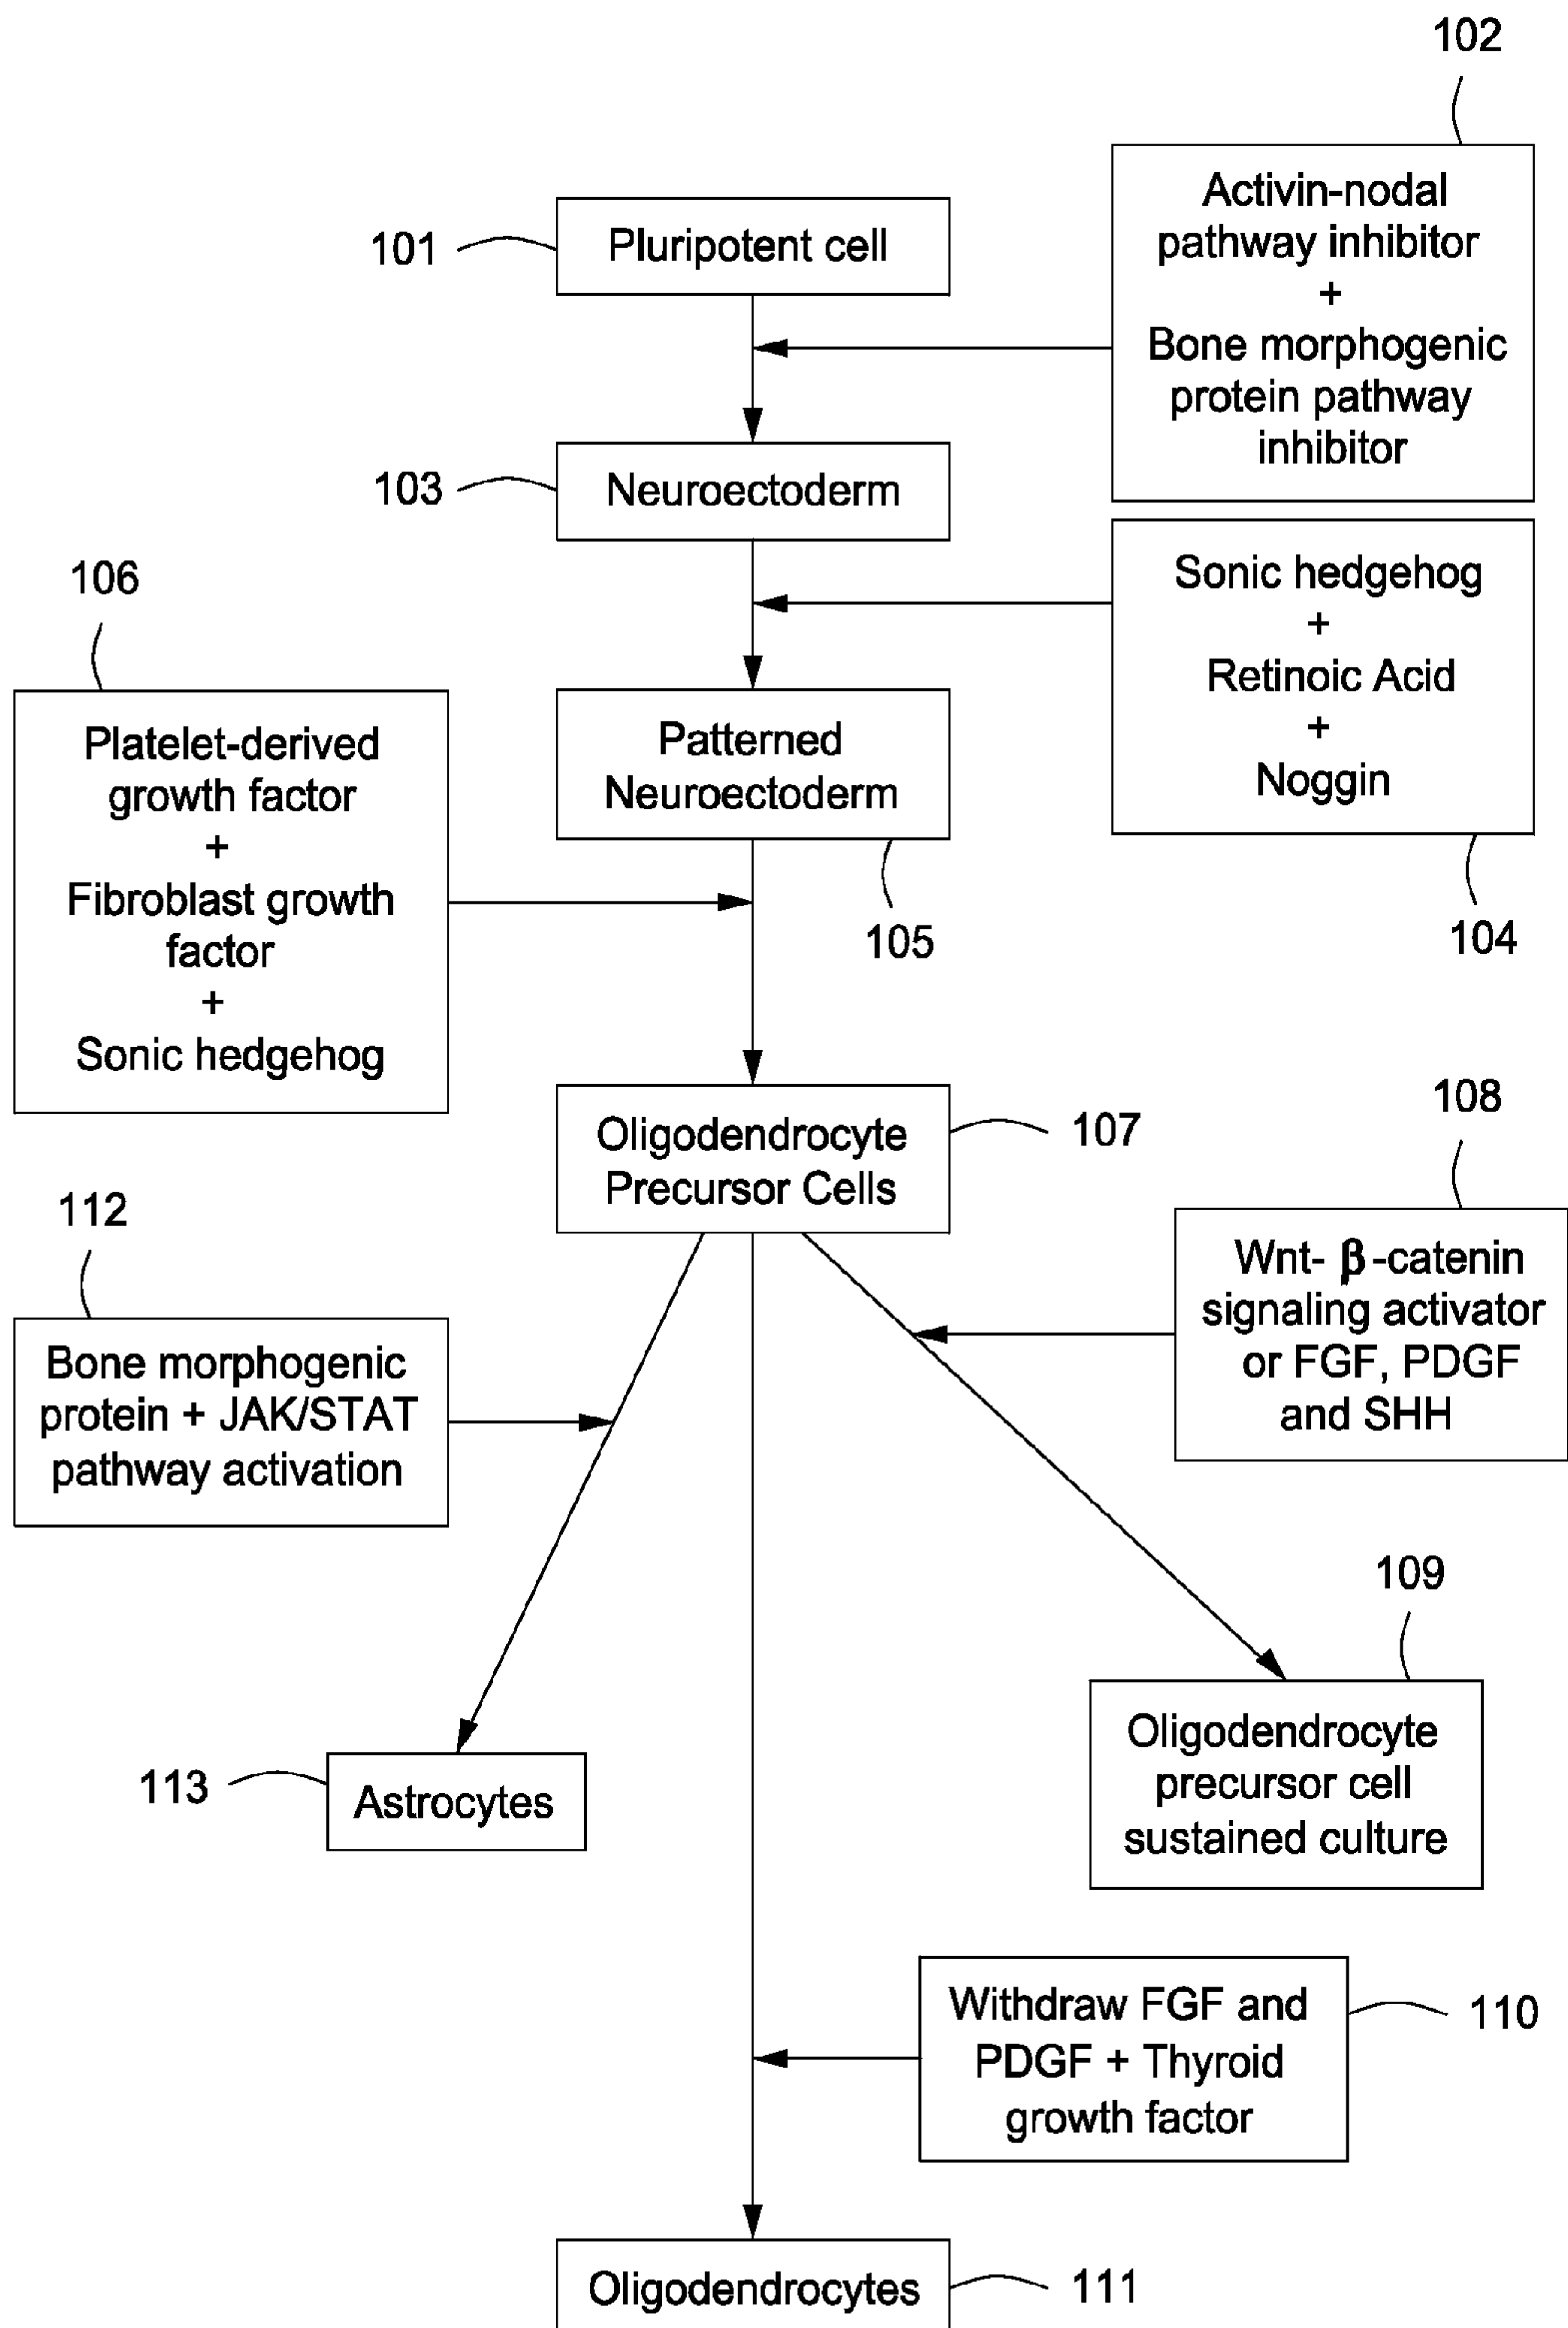 102
Activin-nodal
pathway inhibitor
+
Bone morphogenic
protein pathway
inhibitor
101
Pluripotent cell
103
Neuroectoderm
Sonic hedgehog
+
Retinoic Acid
+
Noggin
104
106
Platelet-derived
growth factor
+
Fibroblast growth
factor
+
Sonic hedgehog
Patterned
Neuroectoderm
105
Oligodendrocyte
Precursor Cells
107
108
Wnt- β -catenin
signaling activator
or FGF, PDGF
and SHH
112
Bone morphogenic
protein + JAK/STAT
pathway activation
109
Oligodendrocyte
precursor cell
sustained culture
113
Astrocytes
Withdraw FGF and
PDGF + Thyroid
growth factor
110
Oligodendrocytes
111